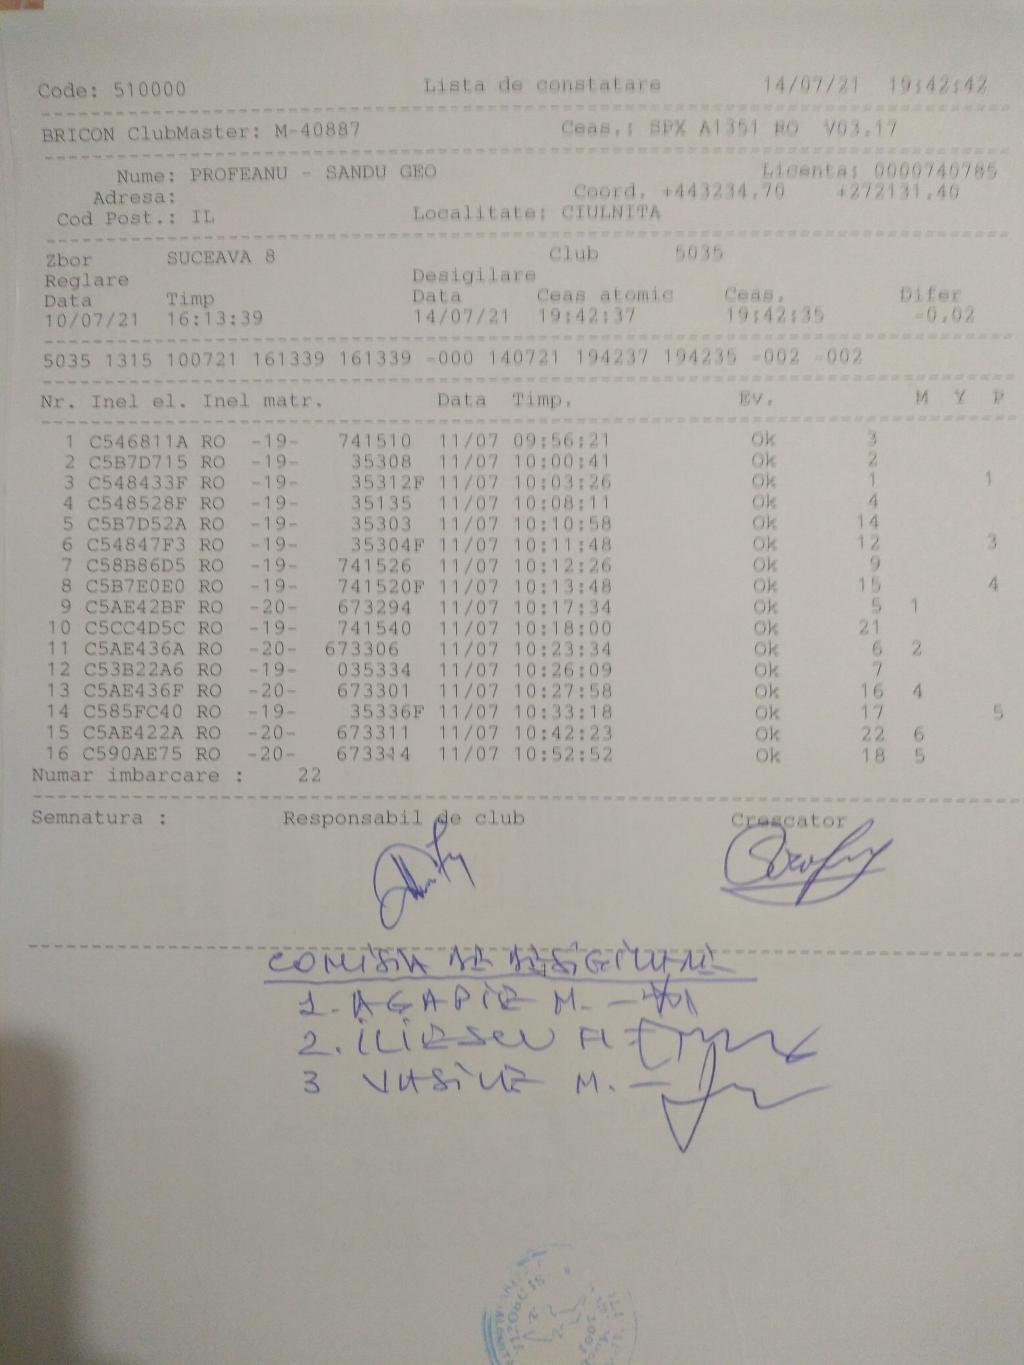 Code: 510000 Lista de constatare 14/07/21 19:42:42
BRICON ClubMaster: M-40887 Ceas.: SPX A1351 RO V03.17
Nume: PROFEANU - SANDU GEO Licenta: 0000740785
Adresa: Coord. +443234.70 +272131.40
Cod Post.: IL Localitate: CIULNITA
Zbor SUCEAVA 8 Club 5035
Reglare Desigilare
Data Timp Data Ceas atomic Ceas. Difer
10/07/21 16:13:39 14/07/21 19:42:37 19:42:35 -0.02
5035 1315 100721 161339 161339 -000 140721 194237 194235 -002 -002
Nr. Inel el. Inel matr. Data Timp. Ev. M Y P
1 C546811A RO -19- 741510 11/07 09:56:21 Ok 3
2 C5B7D715 RO -19- 35308 11/07 10:00:41 Ok 2
3 C548433F RO -19- 35312F 11/07 10:03:26 Ok 1 1
4 C548528F RO -19- 35135 11/07 10:08:11 Ok 4
5 C5B7D52A RO -19- 35303 11/07 10:10:58 Ok 14
6 C54847F3 RO -19- 35304F 11/07 10:11:48 Ok 12 3
7 C58B86D5 RO -19- 741526 11/07 10:12:26 Ok 9
8 C5B7E0E0 RO -19- 741520F 11/07 10:13:48 Ok 15 4
9 C5AE42BF RO -20- 673294 11/07 10:17:34 Ok 5 1
10 C5CC4D5C RO -19- 741540 11/07 10:18:00 Ok 21
11 C5AE436A RO -20- 673306 11/07 10:23:34 Ok 6 2
12 C53B22A6 RO -19- 035334 11/07 10:26:09 Ok 7
13 C5AE436F RO -20- 673301 11/07 10:27:58 Ok 16 4
14 C585FC40 RO -19- 35336F 11/07 10:33:18 Ok 17 5
15 C5AE422A RO -20- 673311 11/07 10:42:23 Ok 22 6
16 C590AE75 RO -20- 673314 11/07 10:52:52 Ok 18 5
Numar imbarcare : 22
Semnatura : Responsabil de club Crescator
COMISIA DE DESIGILARE
1. AGAPIE M. -
2. ILIESCU A
3 VASILE M. -